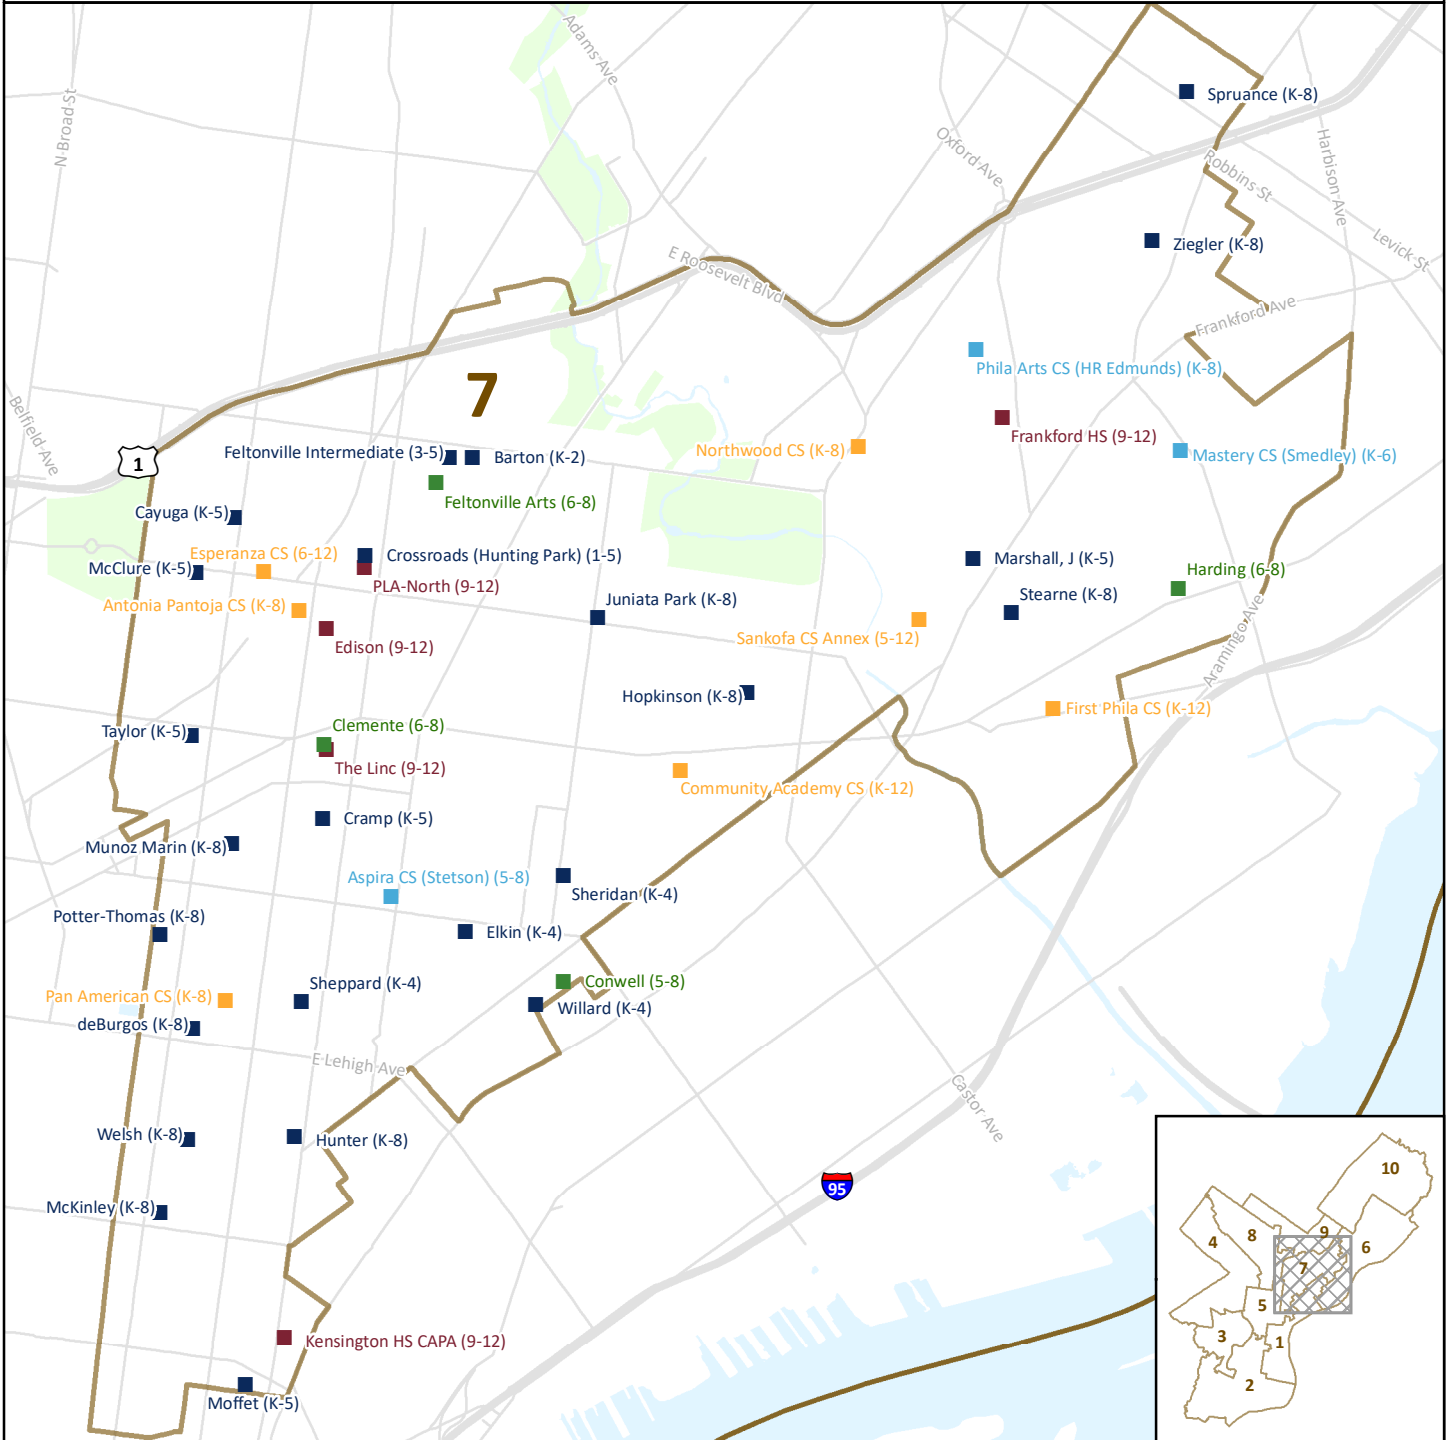 Adams Ave
N Broad St
Spruance (K-8)
Oxford Ave
Harbison Ave
Robbins St
Levick St
Ziegler (K-8)
E Roosevelt Blvd
Frankford Ave
Phila Arts CS (HR Edmunds) (K-8)
7
Belfield Ave
Frankford HS (9-12)
Northwood CS (K-8)
Mastery CS (Smedley) (K-6)
1
Feltonville Intermediate (3-5)
Barton (K-2)
Feltonville Arts (6-8)
Cayuga (K-5)
Esperanza CS (6-12)
Crossroads (Hunting Park) (1-5)
Marshall, J (K-5)
McClure (K-5)
Harding (6-8)
PLA-North (9-12)
Stearne (K-8)
Antonia Pantoja CS (K-8)
Juniata Park (K-8)
Sankofa CS Annex (5-12)
Edison (9-12)
Aramingo Ave
Hopkinson (K-8)
First Phila CS (K-12)
Clemente (6-8)
Taylor (K-5)
The Linc (9-12)
Community Academy CS (K-12)
Cramp (K-5)
Munoz Marin (K-8)
Aspira CS (Stetson) (5-8)
Sheridan (K-4)
Potter-Thomas (K-8)
Elkin (K-4)
Sheppard (K-4)
Conwell (5-8)
Pan American CS (K-8)
Willard (K-4)
deBurgos (K-8)
E Lehigh Ave
Castor Ave
Welsh (K-8)
Hunter (K-8)
95
McKinley (K-8)
Kensington HS CAPA (9-12)
Moffet (K-5)
10
9
8
4
6
7
5
3
1
2